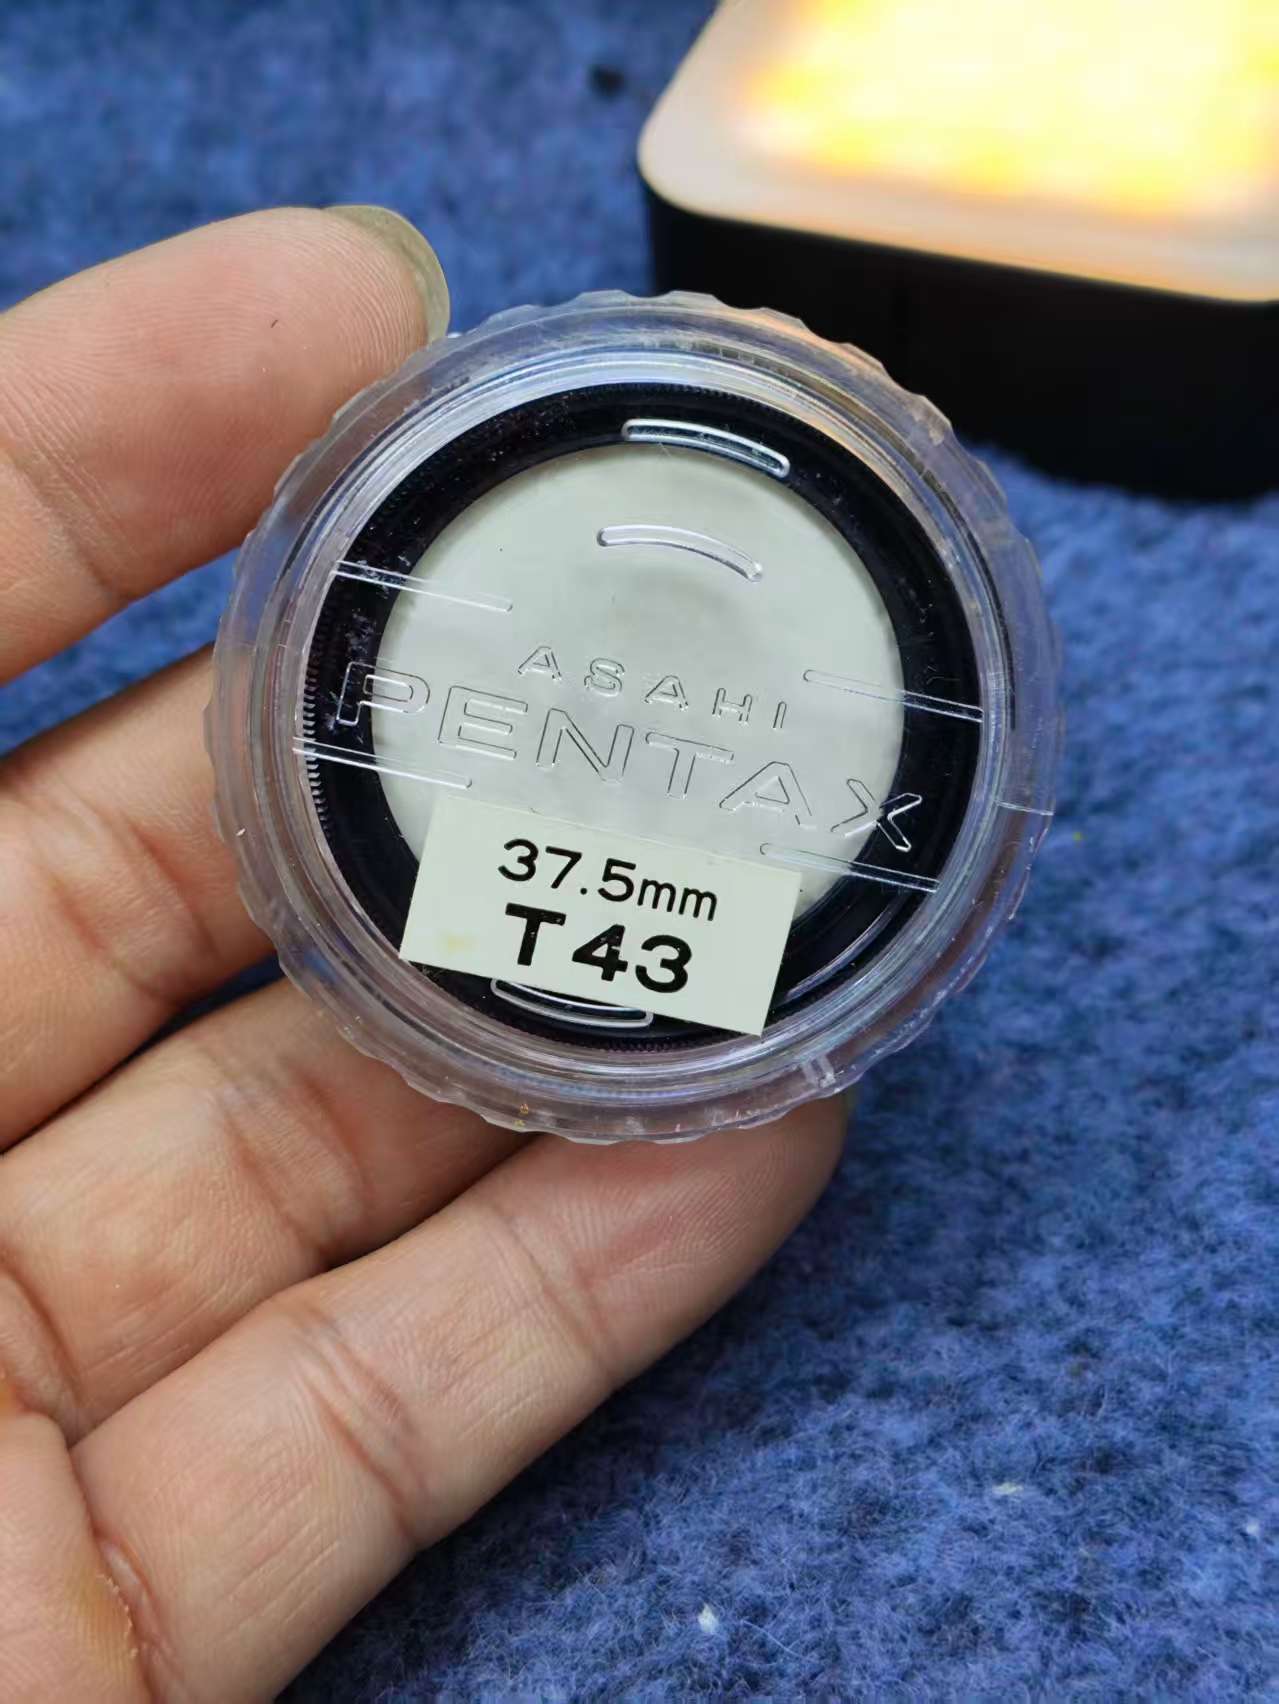 ASAHI
PENTAX
37.5mm
T43